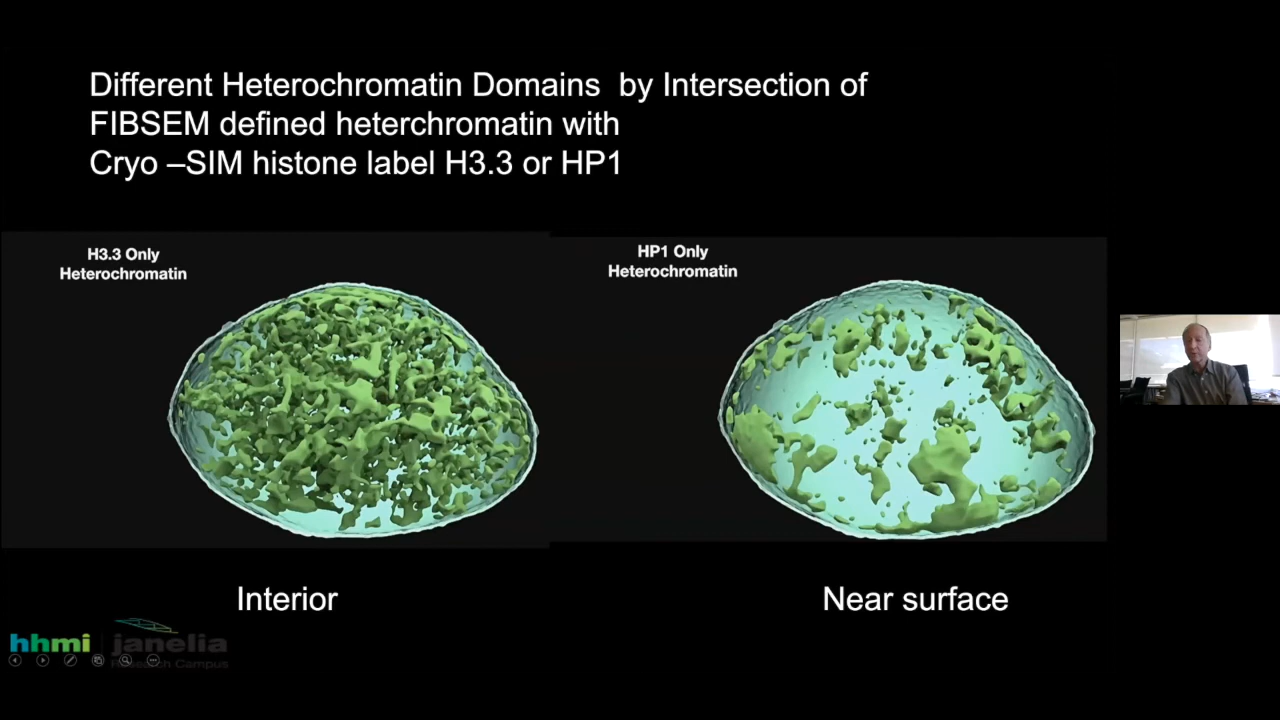 Different Heterochromatin Domains by Intersection of
FIBSEM defined heterchromatin with
Cryo –SIM histone label H3.3 or HP1
H3.3 Only
Heterochromatin
HP1 Only
Heterochromatin
Interior
Near surface
hhmi janelia
Research Campus